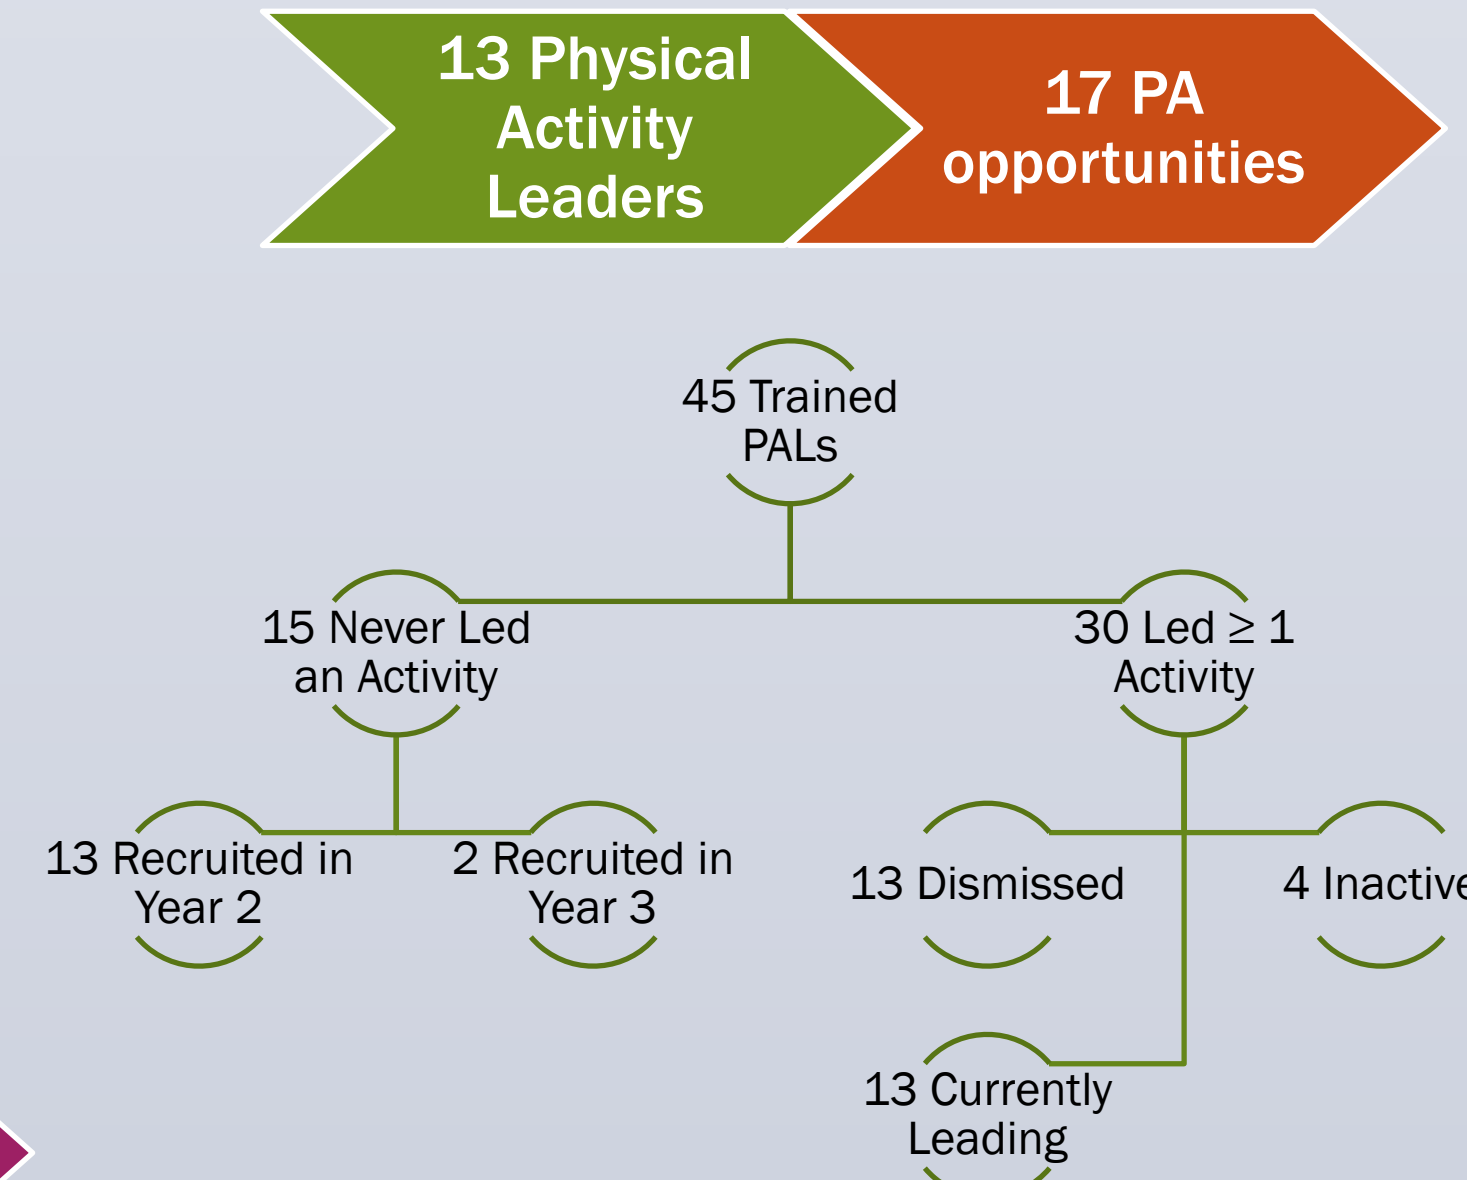 13 Physical
Activity
Leaders
17 PA
opportunities
45 Trained
PALs
15 Never Led
an Activity
30 Led ≥ 1
Activity
13 Recruited in
Year 2
2 Recruited in
Year 3
13 Dismissed
4 Inactive
13 Currently
Leading